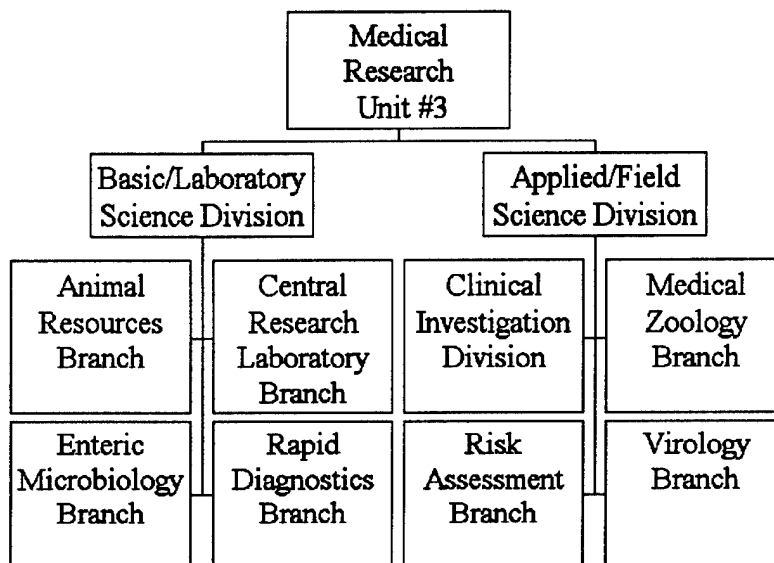 Medical
Research
Unit #3
Basic/Laboratory
Science Division
Applied/Field
Science Division
Animal
Resources
Branch
Central
Research
Laboratory
Branch
Clinical
Investigation
Division
Medical
Zoology
Branch
Enteric
Microbiology
Branch
Rapid
Diagnostics
Branch
Risk
Assessment
Branch
Virology
Branch